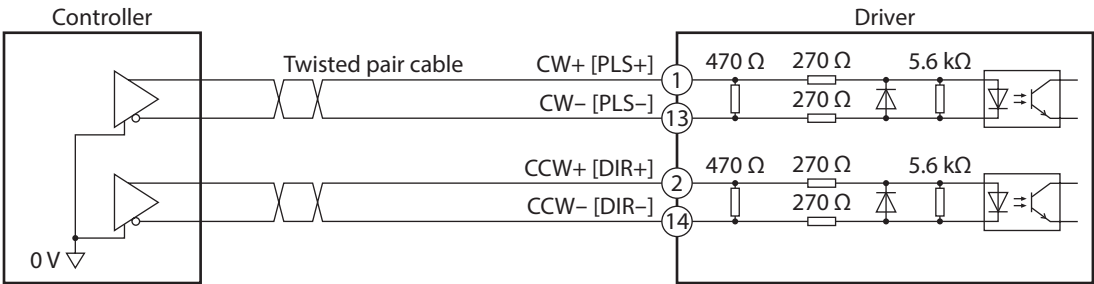 Controller
Driver
Twisted pair cable
CW+ [PLS+]
1
470 Ω
270 Ω
5.6 kΩ
CW– [PLS–]
13
270 Ω
CCW+ [DIR+]
2
470 Ω
270 Ω
5.6 kΩ
CCW– [DIR–]
14
270 Ω
0 V